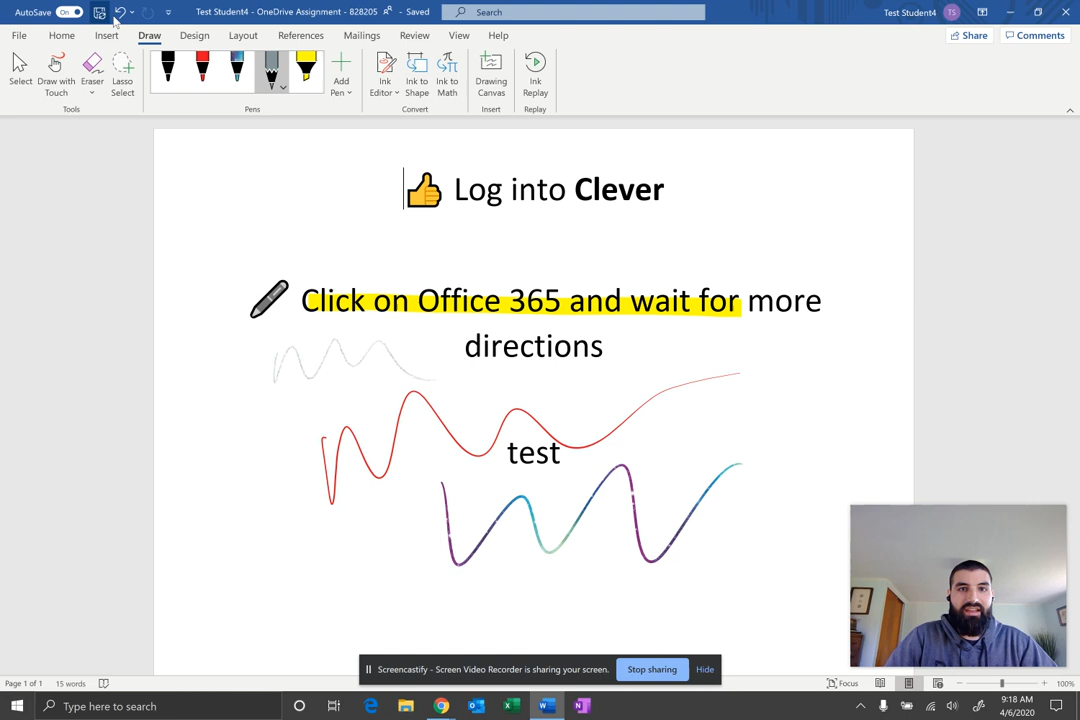 AutoSave On Test Student4 - OneDrive Assignment - 828205 - Saved Search Test Student4 TS
File Home Insert Draw Design Layout References Mailings Review View Help Share Comments
Select
Draw with Touch
Eraser
Lasso Select
Add Pen
Ink Editor
Ink to Shape
Ink to Math
Drawing Canvas
Ink Replay
Tools Pens Convert Insert Replay
👍 Log into Clever
🖊 Click on Office 365 and wait for more
directions
test
Screencastify - Screen Video Recorder is sharing your screen. Stop sharing Hide
Page 1 of 1 15 words Focus 100%
Type here to search
9:18 AM
4/6/2020